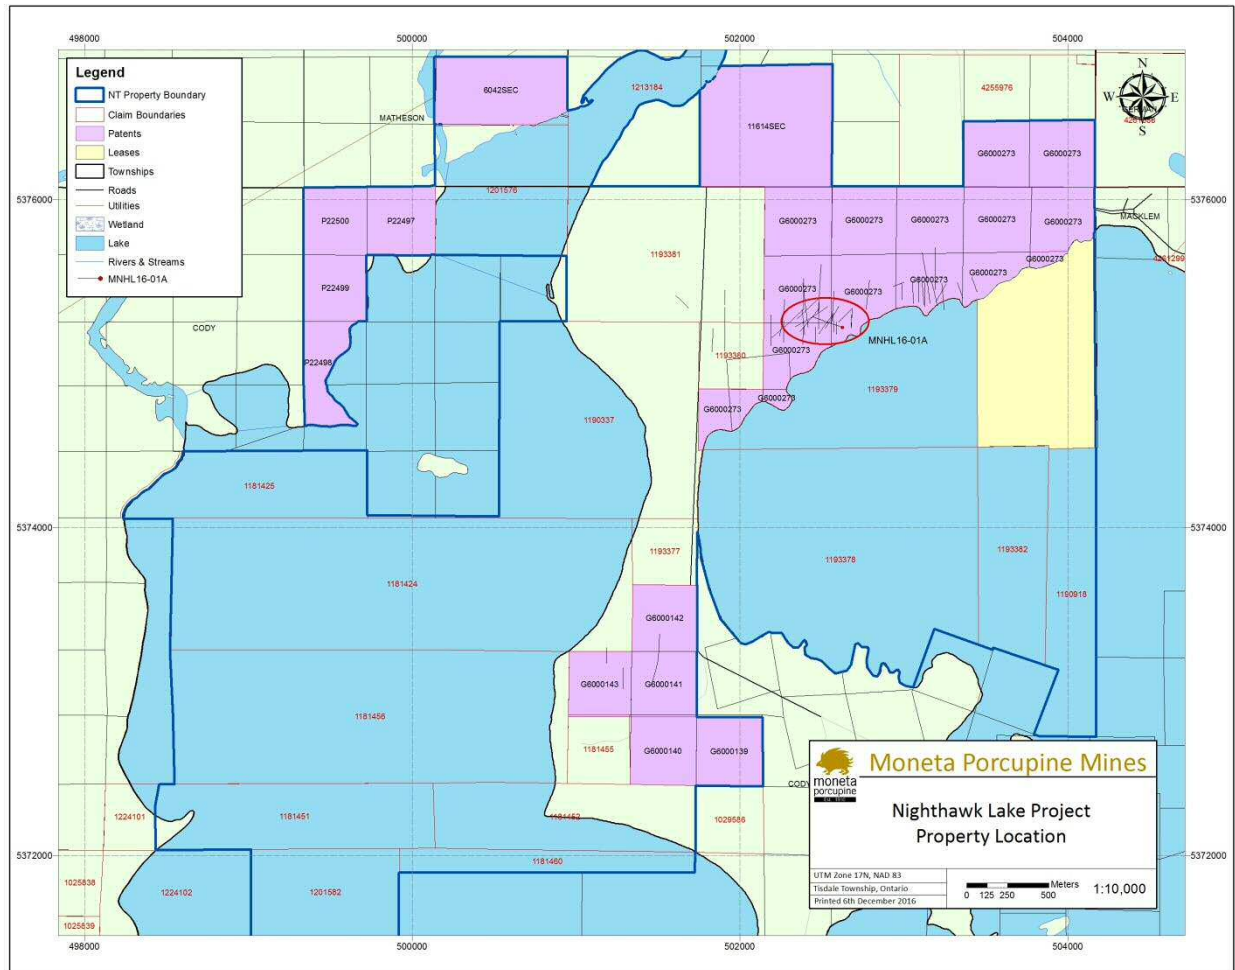 498000
500000
502000
504000
Legend
NT Property Boundary
Claim Boundaries
Patents
Leases
Townships
Roads
Utilities
Wetland
Lake
Rivers & Streams
MNHL16-01A
N
W E
S
6042SEC
1213184
4255976
MATHESON
11614SEC
GERMAN
G6000273
G6000273
5376000
5376000
1201576
P22500
P22497
G6000273
G6000273
G6000273
G6000273
G6000273
MACKLEM
1193381
4261299
G6000273
G6000273
P22499
G6000273
G6000273
G6000273
CODY
MNHL16-01A
1193380
G6000273
P22498
1193379
G6000273
G6000273
1190337
1181425
5374000
5374000
1193377
1193382
1193378
1181424
1190918
G6000142
G6000143
G6000141
1181456
1181455
G6000140
G6000139
CODY
1224101
1181451
1181452
1029586
5372000
5372000
1181460
1025838
1224102
1201582
1025839
moneta
porcupine
EST. 1910
Moneta Porcupine Mines
Nighthawk Lake Project
Property Location
UTM Zone 17N, NAD 83
Tisdale Township, Ontario
Printed 6th December 2016
Meters
0 125 250 500
1:10,000
498000
500000
502000
504000